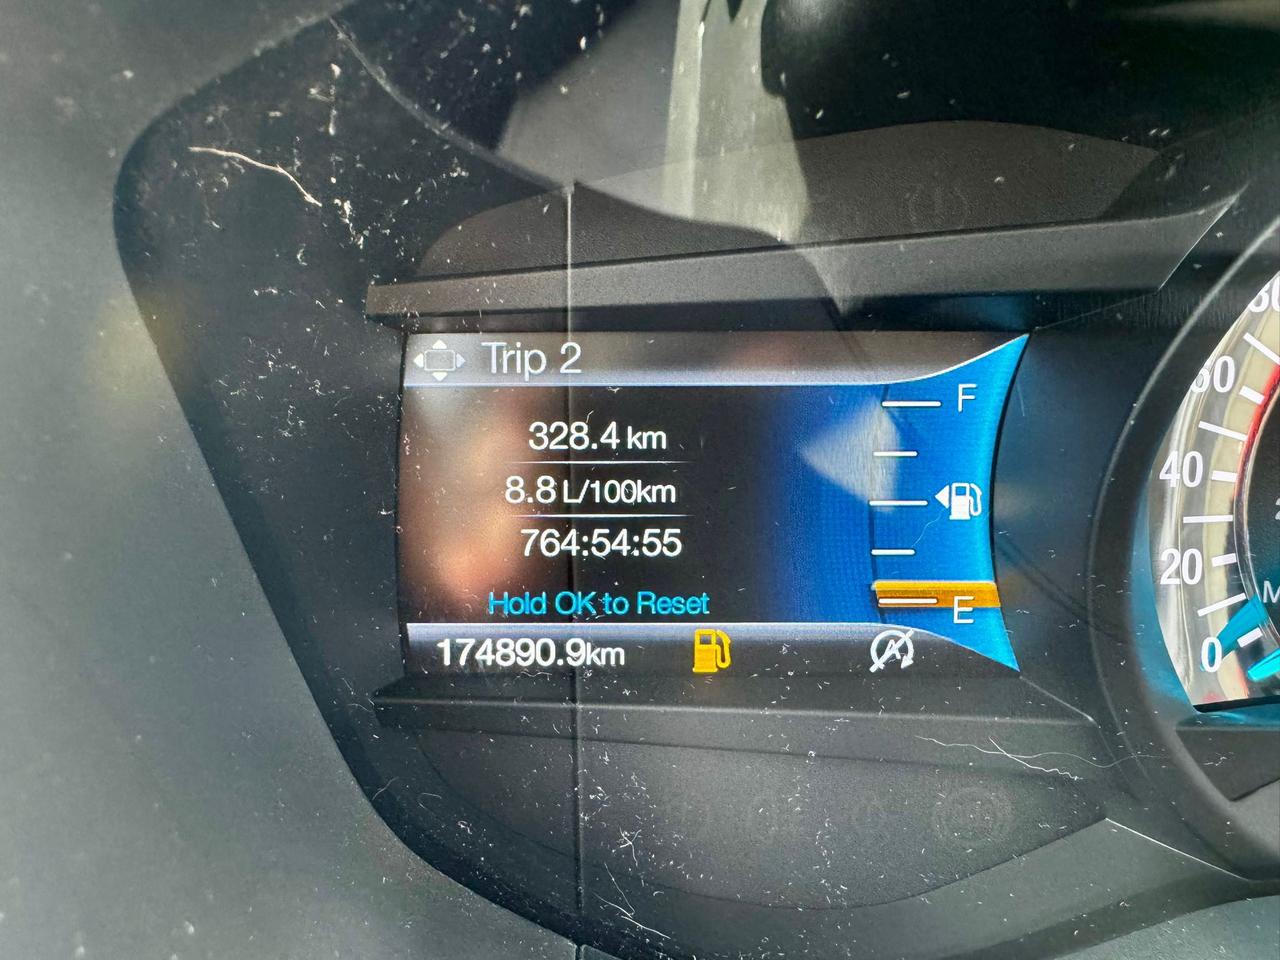 Trip 2
328.4 km
8.8 L/100km
764:54:55
Hold OK to Reset
174890.9km
F
E
40
20
0